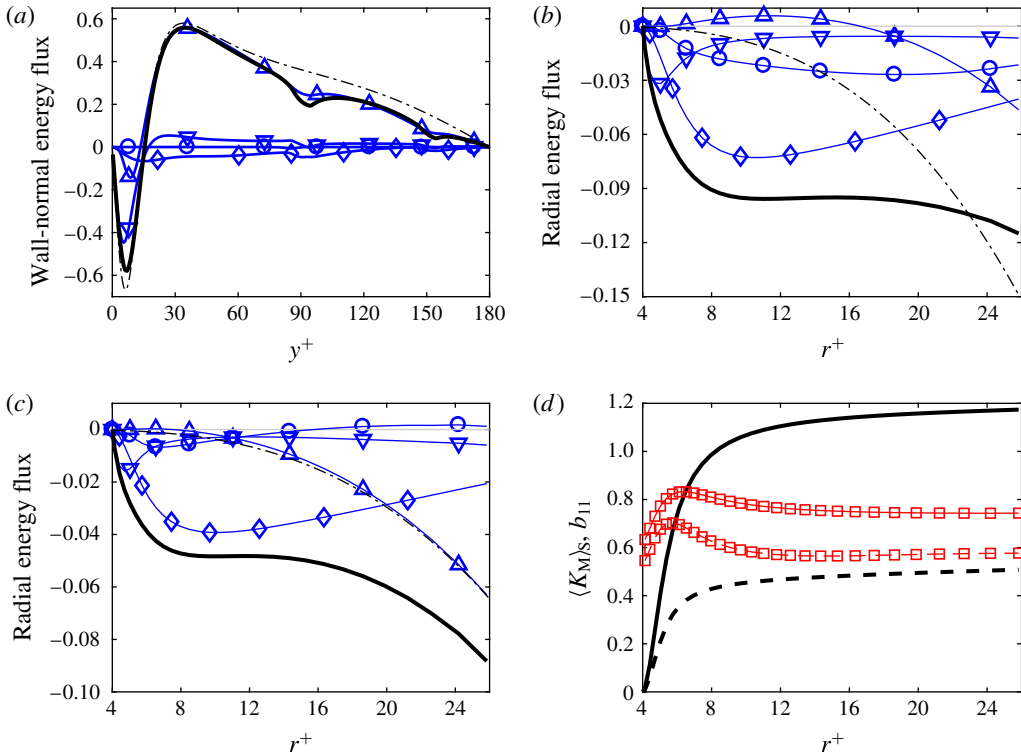 (a)
(b)
Wall-normal energy flux
0.6
0.4
0.2
0
−0.2
−0.4
−0.6
0 30 60 90 120 150 180
y+
Radial energy flux
0
−0.03
−0.06
−0.09
−0.12
−0.15
4 8 12 16 20 24
r+
(c)
(d)
Radial energy flux
0
−0.02
−0.04
−0.06
−0.08
−0.10
4 8 12 16 20 24
r+
⟨K_M⟩_S, b_11
1.2
1.0
0.8
0.6
0.4
0.2
0
4 8 12 16 20 24
r+